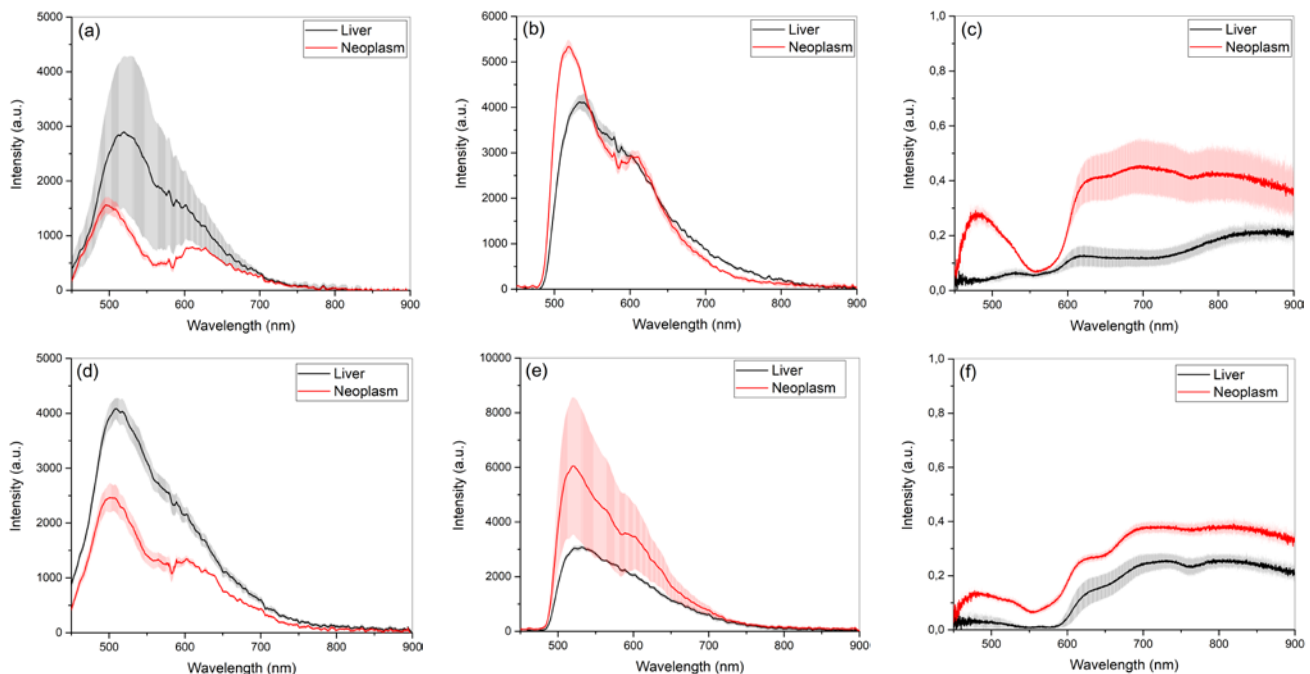 (a)
Liver
Neoplasm
5000
4000
3000
2000
1000
0
500
600
700
800
900
Wavelength (nm)
Intensity (a.u.)
(b)
Liver
Neoplasm
6000
5000
4000
3000
2000
1000
0
500
600
700
800
900
Wavelength (nm)
Intensity (a.u.)
(c)
Liver
Neoplasm
1,0
0,8
0,6
0,4
0,2
0,0
500
600
700
800
900
Wavelength (nm)
Intensity (a.u.)
(d)
Liver
Neoplasm
5000
4000
3000
2000
1000
0
500
600
700
800
900
Wavelength (nm)
Intensity (a.u.)
(e)
Liver
Neoplasm
10000
8000
6000
4000
2000
0
500
600
700
800
900
Wavelength (nm)
Intensity (a.u.)
(f)
Liver
Neoplasm
1,0
0,8
0,6
0,4
0,2
0,0
500
600
700
800
900
Wavelength (nm)
Intensity (a.u.)